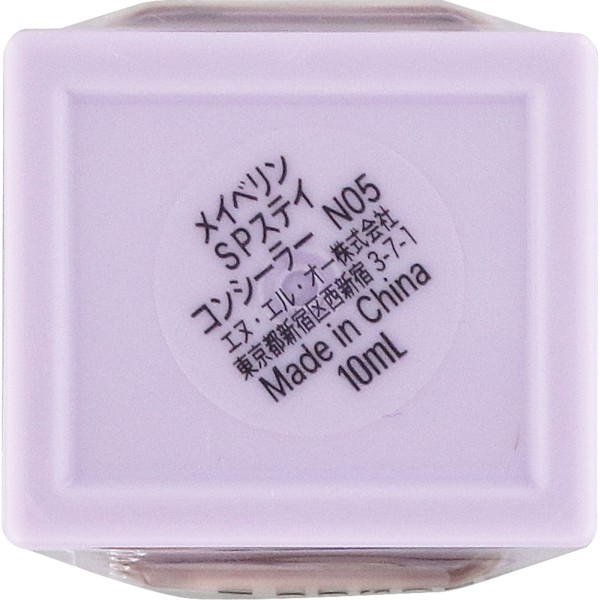 メイベリン
SPステイ
コンシーラー NO5
エヌ・エル・オー株式会社
東京都新宿区西新宿 3-7-1
Made in China
10mL